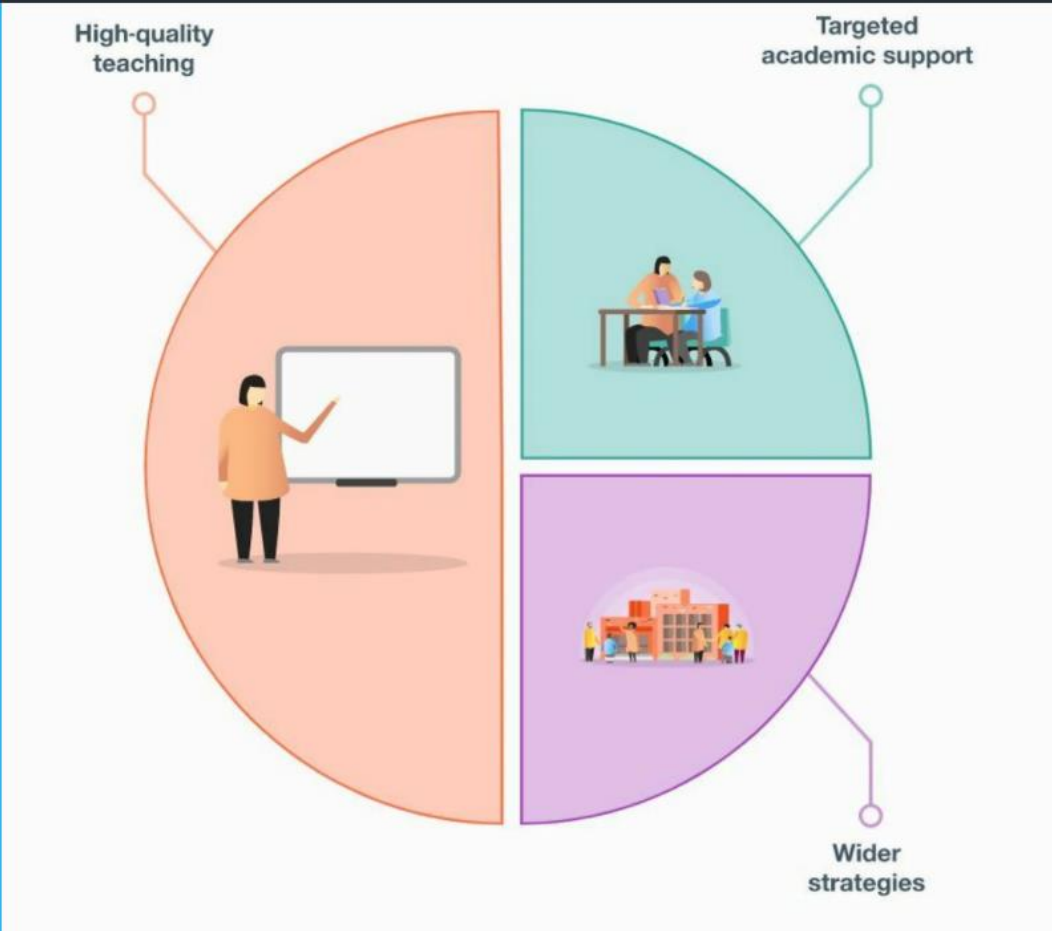 High-quality
teaching
Targeted
academic support
Wider
strategies